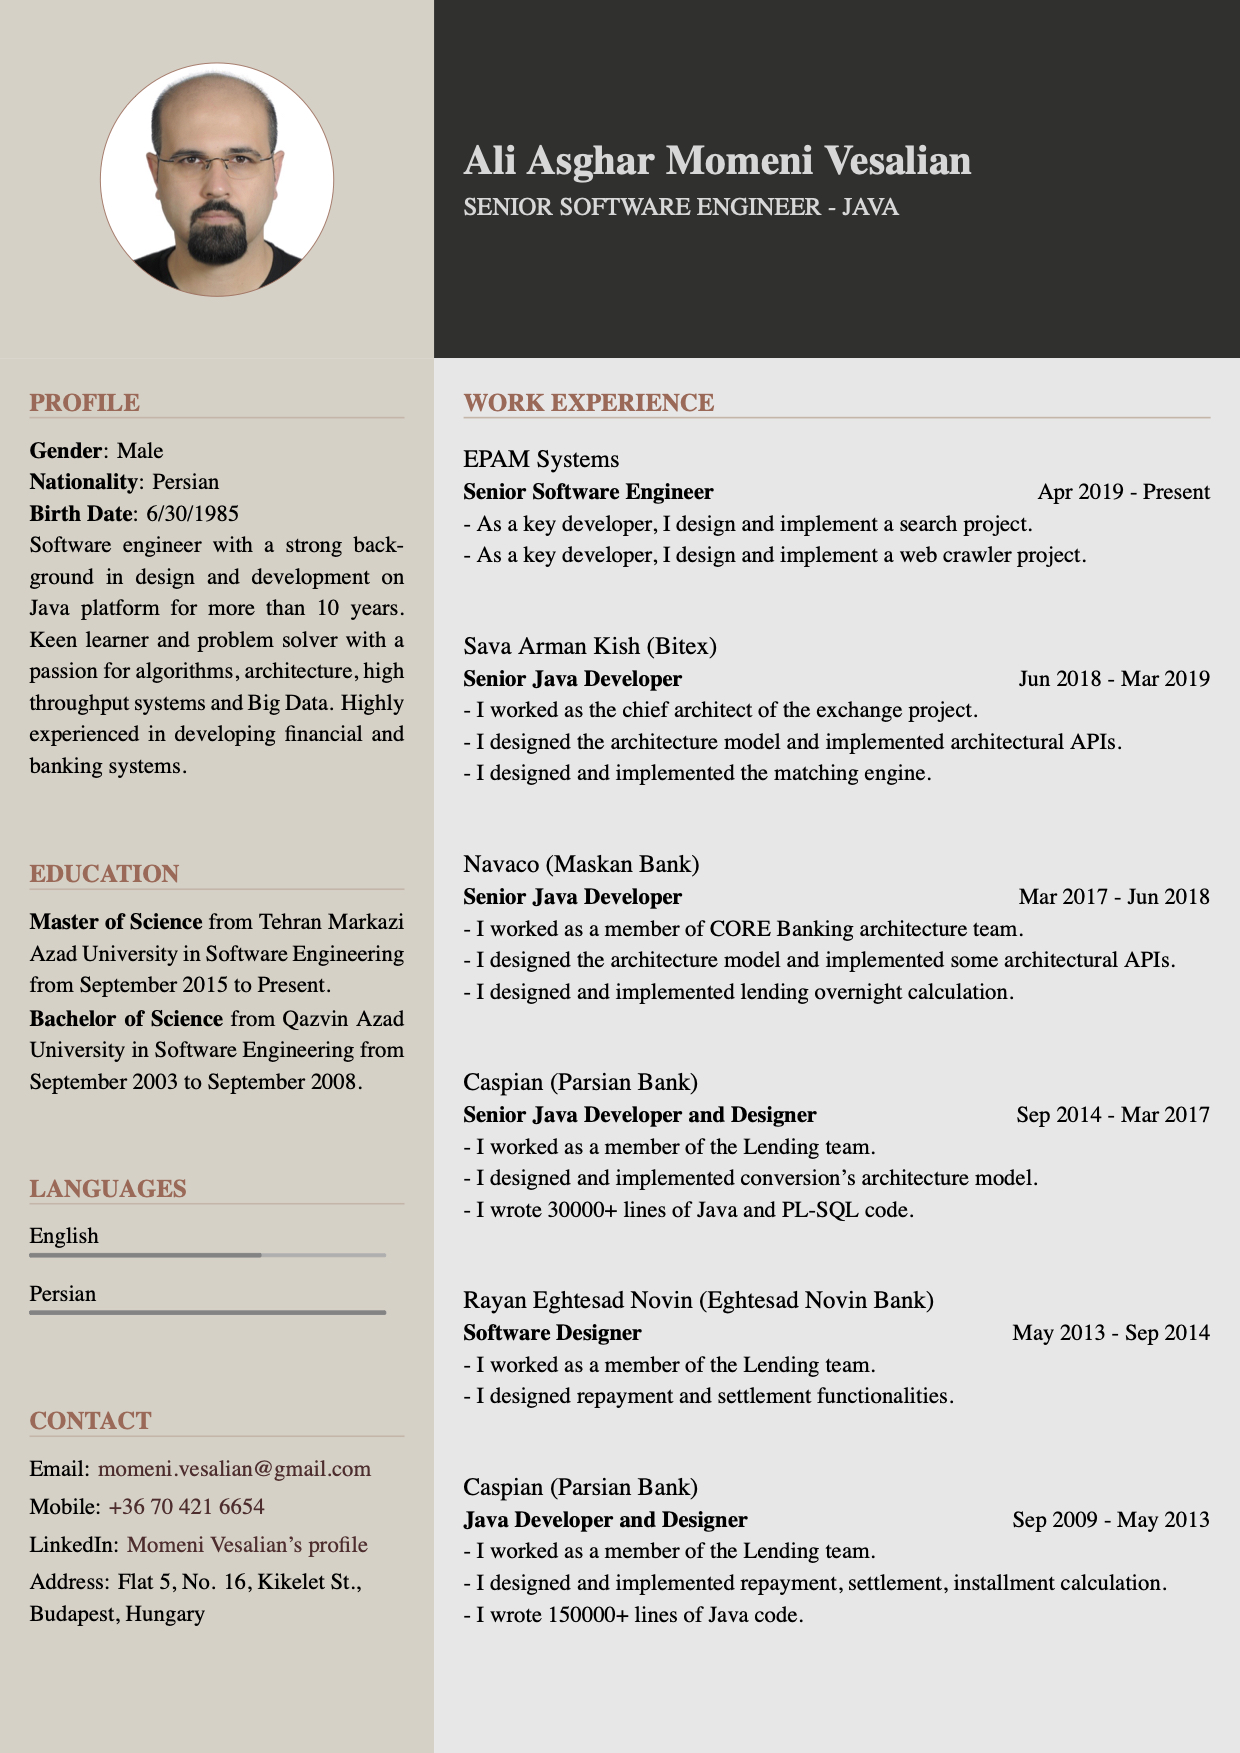 Ali Asghar Momeni Vesalian
SENIOR SOFTWARE ENGINEER - JAVA
PROFILE
Gender: Male
Nationality: Persian
Birth Date: 6/30/1985
Software engineer with a strong back-
ground in design and development on
Java platform for more than 10 years.
Keen learner and problem solver with a
passion for algorithms, architecture, high
throughput systems and Big Data. Highly
experienced in developing financial and
banking systems.
EDUCATION
Master of Science from Tehran Markazi
Azad University in Software Engineering
from September 2015 to Present.
Bachelor of Science from Qazvin Azad
University in Software Engineering from
September 2003 to September 2008.
LANGUAGES
English
Persian
CONTACT
Email: momeni.vesalian@gmail.com
Mobile: +36 70 421 6654
LinkedIn: Momeni Vesalian’s profile
Address: Flat 5, No. 16, Kikelet St.,
Budapest, Hungary
WORK EXPERIENCE
EPAM Systems
Senior Software Engineer Apr 2019 - Present
- As a key developer, I design and implement a search project.
- As a key developer, I design and implement a web crawler project.
Sava Arman Kish (Bitex)
Senior Java Developer Jun 2018 - Mar 2019
- I worked as the chief architect of the exchange project.
- I designed the architecture model and implemented architectural APIs.
- I designed and implemented the matching engine.
Navaco (Maskan Bank)
Senior Java Developer Mar 2017 - Jun 2018
- I worked as a member of CORE Banking architecture team.
- I designed the architecture model and implemented some architectural APIs.
- I designed and implemented lending overnight calculation.
Caspian (Parsian Bank)
Senior Java Developer and Designer Sep 2014 - Mar 2017
- I worked as a member of the Lending team.
- I designed and implemented conversion’s architecture model.
- I wrote 30000+ lines of Java and PL-SQL code.
Rayan Eghtesad Novin (Eghtesad Novin Bank)
Software Designer May 2013 - Sep 2014
- I worked as a member of the Lending team.
- I designed repayment and settlement functionalities.
Caspian (Parsian Bank)
Java Developer and Designer Sep 2009 - May 2013
- I worked as a member of the Lending team.
- I designed and implemented repayment, settlement, installment calculation.
- I wrote 150000+ lines of Java code.